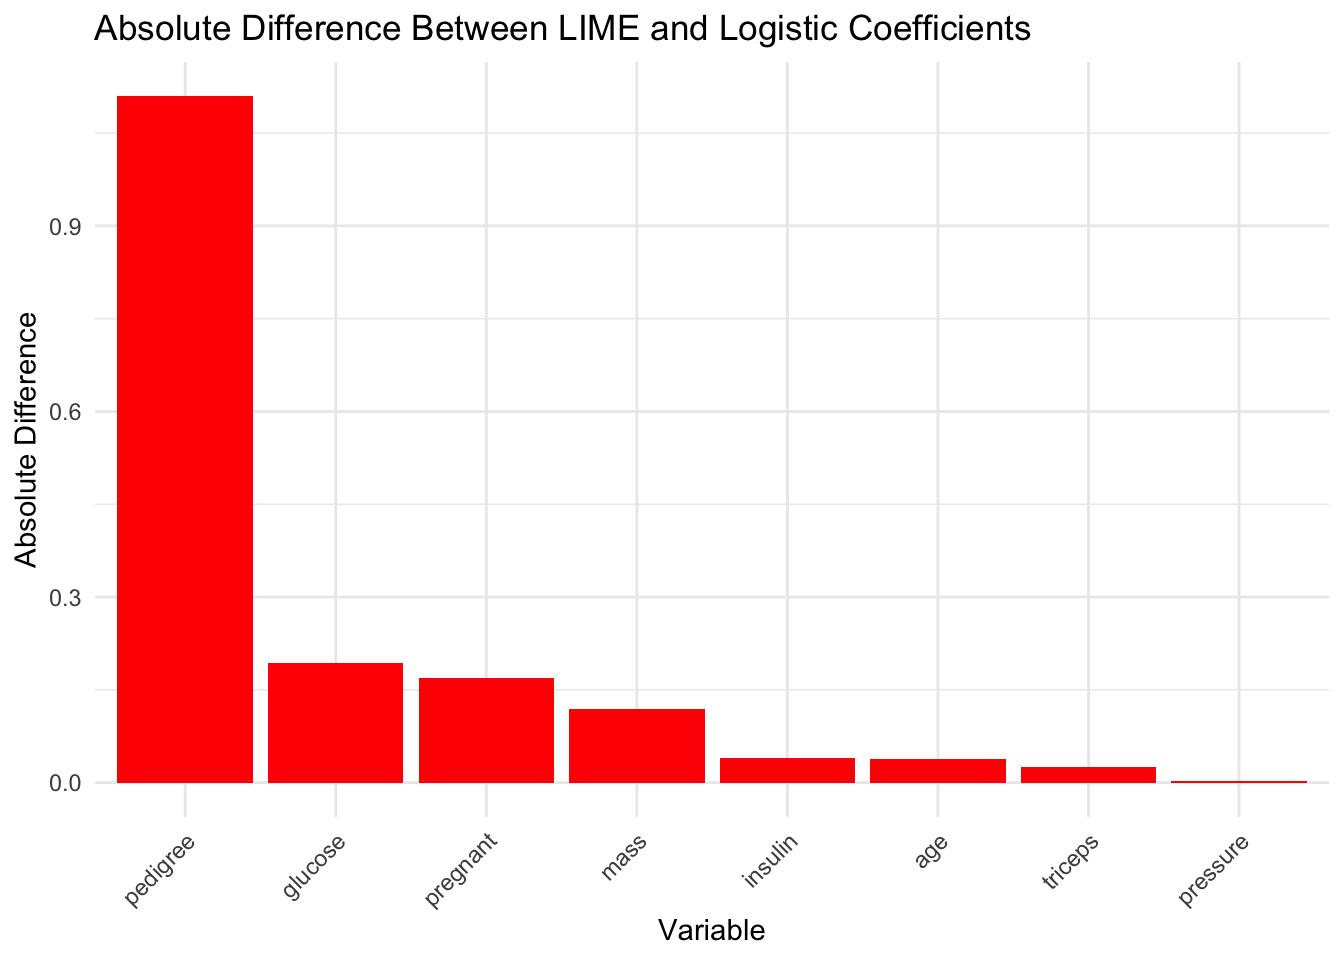 Absolute Difference Between LIME and Logistic Coefficients
Absolute Difference
0.9
0.6
0.3
0.0
pedigree
glucose
pregnant
mass
insulin
age
triceps
pressure
Variable